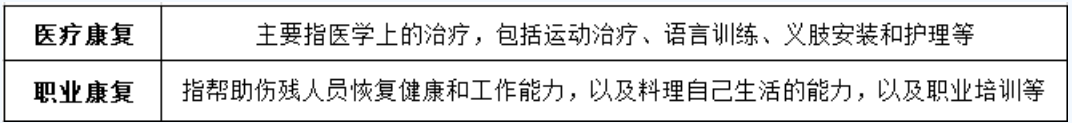 医疗康复 主要指医学上的治疗，包括运动治疗、语言训练、义肢安装和护理等
职业康复 指帮助伤残人员恢复健康和工作能力，以及料理自己生活的能力，以及职业培训等